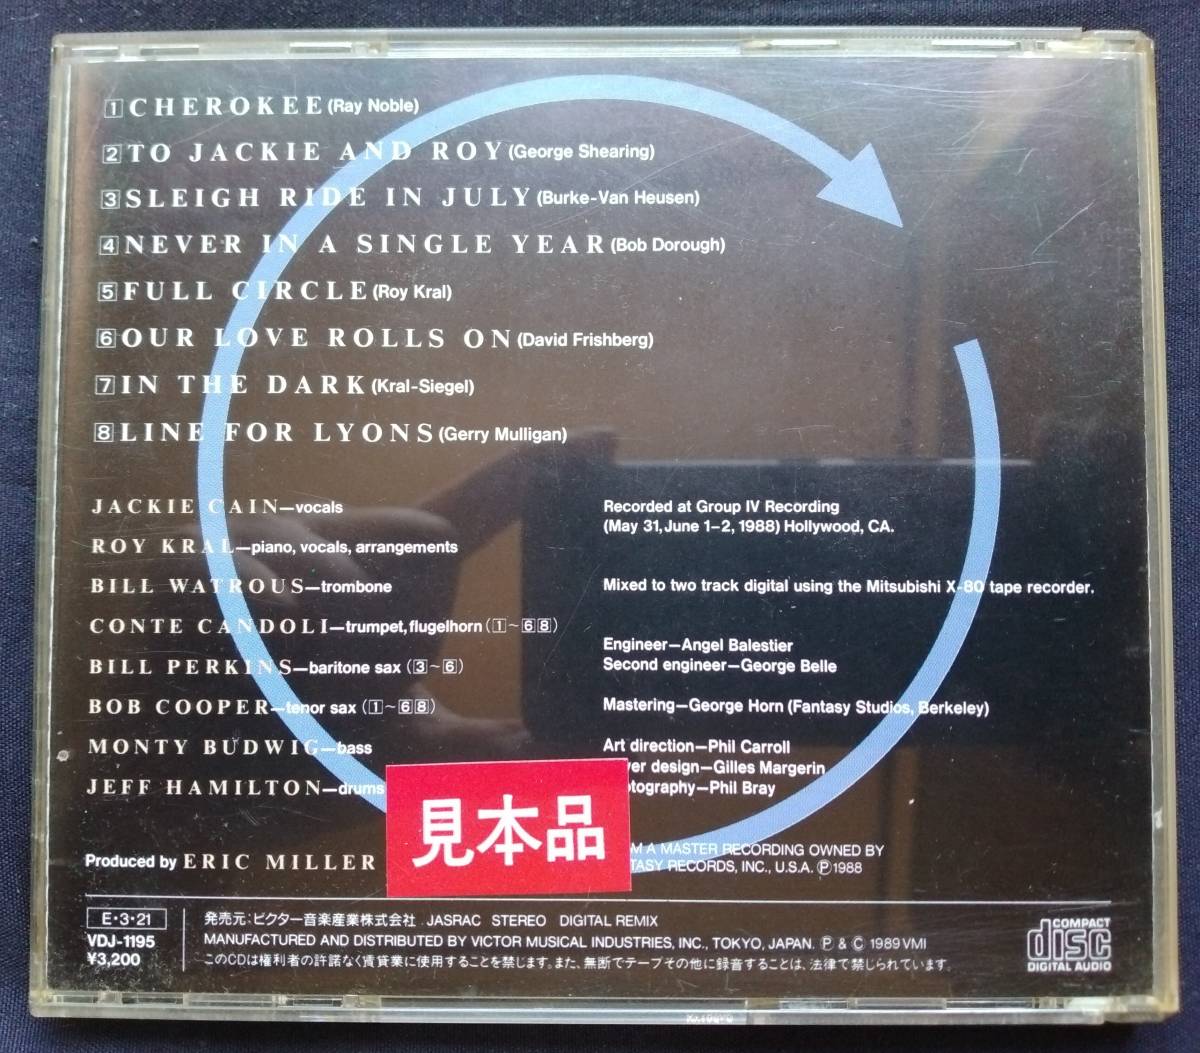 1 CHEROKEE (Ray Noble)
2 TO JACKIE AND ROY (George Shearing)
3 SLEIGH RIDE IN JULY (Burke-Van Heusen)
4 NEVER IN A SINGLE YEAR (Bob Dorough)
5 FULL CIRCLE (Roy Kral)
6 OUR LOVE ROLLS ON (David Frishberg)
7 IN THE DARK (Kral-Siegel)
8 LINE FOR LYONS (Gerry Mulligan)
JACKIE CAIN—vocals
ROY KRAL—piano, vocals, arrangements
BILL WATROUS—trombone
CONTE CANDOLI—trumpet, flugelhorn (1~6 8)
BILL PERKINS—baritone sax (3~6)
BOB COOPER—tenor sax (1~6 8)
MONTY BUDWIG—bass
JEFF HAMILTON—drums
Produced by ERIC MILLER
Recorded at Group IV Recording
(May 31, June 1–2, 1988) Hollywood, CA.
Mixed to two track digital using the Mitsubishi X-80 tape recorder.
Engineer—Angel Balestier
Second engineer—George Belle
Mastering—George Horn (Fantasy Studios, Berkeley)
Art direction—Phil Carroll
ver design—Gilles Margerin
otography—Phil Bray
M A MASTER RECORDING OWNED BY
TASY RECORDS, INC., U.S.A. Ⓟ1988
見本品
E・3・21
VDJ-1195
¥3,200
発売元:ビクター音楽産業株式会社 JASRAC STEREO DIGITAL REMIX
MANUFACTURED AND DISTRIBUTED BY VICTOR MUSICAL INDUSTRIES, INC., TOKYO, JAPAN. Ⓟ & Ⓒ 1989 VMI
このCDは権利者の許諾なく賃貸業に使用することを禁じます。また、無断でテープその他に録音することは、法律で禁じられています。
COMPACT
disc
DIGITAL AUDIO